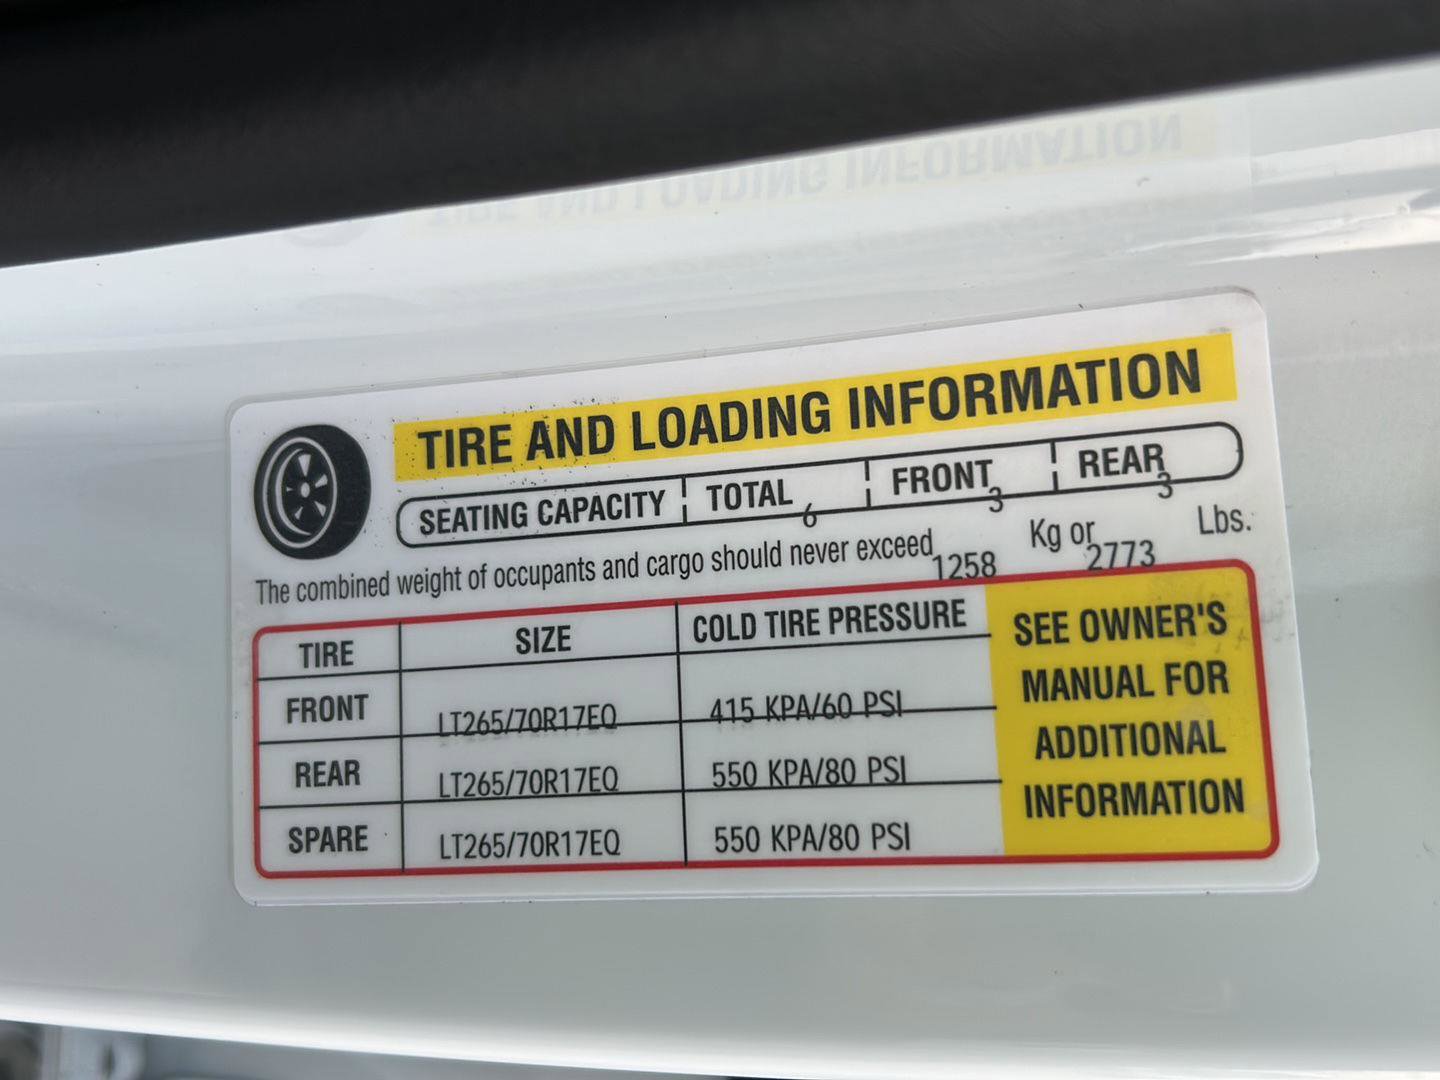 TIRE AND LOADING INFORMATION
SEATING CAPACITY TOTAL 6 FRONT 3 REAR 3
The combined weight of occupants and cargo should never exceed 1258 Kg or 2773 Lbs.
TIRE SIZE COLD TIRE PRESSURE
FRONT LT265/70R17EQ 415 KPA/60 PSI
REAR LT265/70R17EQ 550 KPA/80 PSI
SPARE LT265/70R17EQ 550 KPA/80 PSI
SEE OWNER'S
MANUAL FOR
ADDITIONAL
INFORMATION